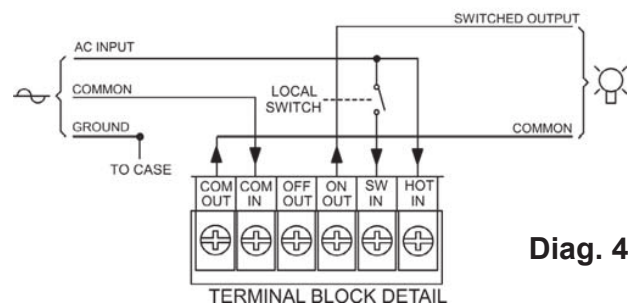 SWITCHED OUTPUT
AC INPUT
COMMON
LOCAL
SWITCH
GROUND
COMMON
TO CASE
COM OUT
COM IN
OFF OUT
ON OUT
SW IN
HOT IN
Diag. 4
TERMINAL BLOCK DETAIL